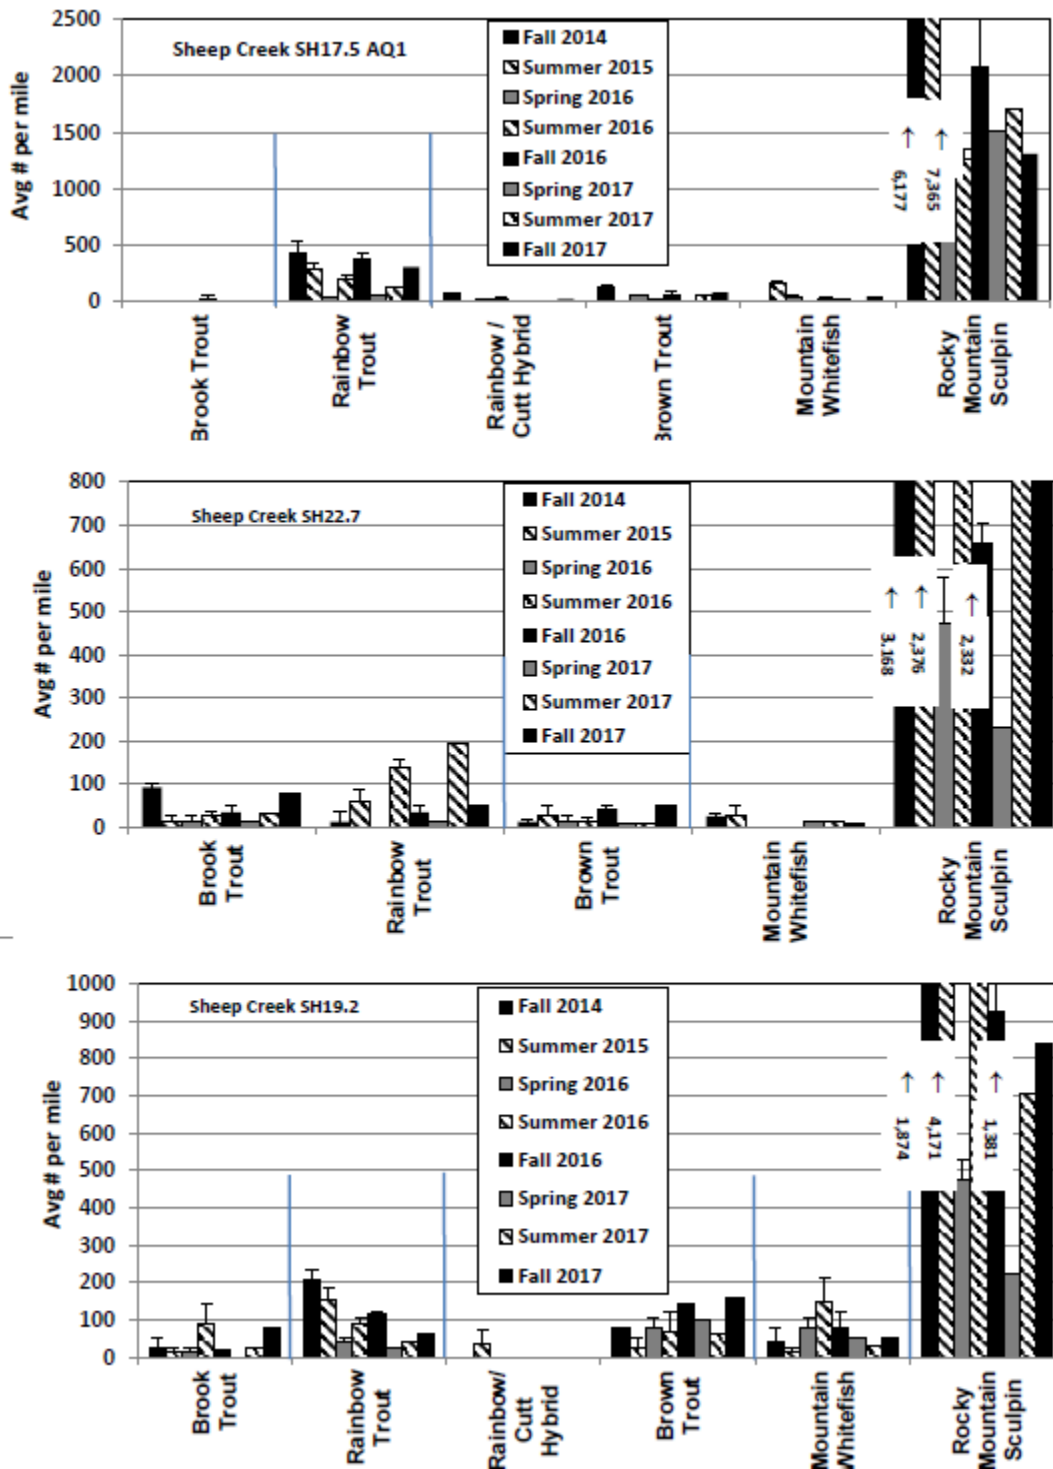 Sheep Creek SH17.5 AQ1
Avg # per mile
2500
2000
1500
1000
500
0
Fall 2014
Summer 2015
Spring 2016
Summer 2016
Fall 2016
Spring 2017
Summer 2017
Fall 2017
↑
6,177
↑
7,365
Brook Trout
Rainbow
Trout
Rainbow /
Cutt Hybrid
Brown Trout
Mountain
Whitefish
Rocky
Mountain
Sculpin
Sheep Creek SH22.7
Avg # per mile
800
700
600
500
400
300
200
100
0
Fall 2014
Summer 2015
Spring 2016
Summer 2016
Fall 2016
Spring 2017
Summer 2017
Fall 2017
↑
3.168
↑
2,376
↑
2,332
Brook
Trout
Rainbow
Trout
Brown
Trout
Mountain
Whitefish
Rocky
Mountain
Sculpin
Sheep Creek SH19.2
Avg # per mile
1000
900
800
700
600
500
400
300
200
100
0
Fall 2014
Summer 2015
Spring 2016
Summer 2016
Fall 2016
Spring 2017
Summer 2017
Fall 2017
↑
1,874
↑
4,171
↑
1,381
Brook
Trout
Rainbow
Trout
Rainbow/
Cutt
Hybrid
Brown
Trout
Mountain
Whitefish
Rocky
Mountain
Sculpin